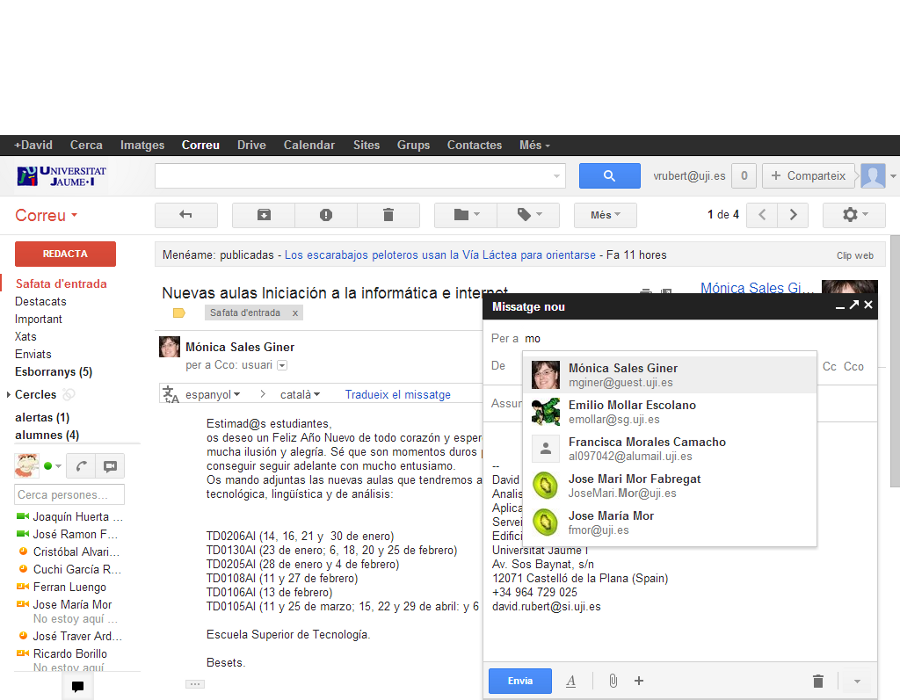 +David Cerca Imatges Correu Drive Calendar Sites Grups Contactes Més
UNIVERSITAT JAUME·I
vrubert@uji.es 0 + Comparteix
Correu
Més
1 de 4
REDACTA
Menéame: publicadas - Los escarabajos peloteros usan la Vía Láctea para orientarse - Fa 11 hores
Clip web
Safata d'entrada
Destacats
Important
Xats
Enviats
Esborranys (5)
Cercles
alertas (1)
alumnes (4)
Cerca persones...
Joaquín Huerta ...
José Ramon F...
Cristóbal Alvari...
Cuchi García R...
Ferran Luengo
Jose María Mor
No estoy aquí ...
José Traver Ard...
Ricardo Borillo
No estoy aquí
Nuevas aulas Iniciación a la informática e internet
Safata d'entrada x
Mónica Sales Gi...
Mónica Sales Giner
per a Cco: usuari
espanyol > català Tradueix el missatge
Estimad@s estudiantes,
os deseo un Feliz Año Nuevo de todo corazón y esper
mucha ilusión y alegría. Sé que son momentos duros
conseguir seguir adelante con mucho entusiamo.
Os mando adjuntas las nuevas aulas que tendremos a
tecnológica, lingüística y de análisis:
TD0206AI (14, 16, 21 y 30 de enero)
TD0130AI (23 de enero; 6, 18, 20 y 25 de febrero)
TD0205AI (28 de enero y 4 de febrero)
TD0108AI (11 y 27 de febrero)
TD0106AI (13 de febrero)
TD0105AI (11 y 25 de marzo; 15, 22 y 29 de abril: y 6
Escuela Superior de Tecnología.
Besets.
Missatge nou
Per a mo
De
Cc Cco
Assur
Mónica Sales Giner
mginer@guest.uji.es
Emilio Mollar Escolano
emollar@sg.uji.es
Francisca Morales Camacho
al097042@alumail.uji.es
Jose Mari Mor Fabregat
JoseMari.Mor@uji.es
Jose María Mor
fmor@uji.es
--
David
Analis
Aplica
Servei
Edifici
Universitat Jaume I
Av. Sos Baynat, s/n
12071 Castelló de la Plana (Spain)
+34 964 729 025
david.rubert@si.uji.es
Envia A